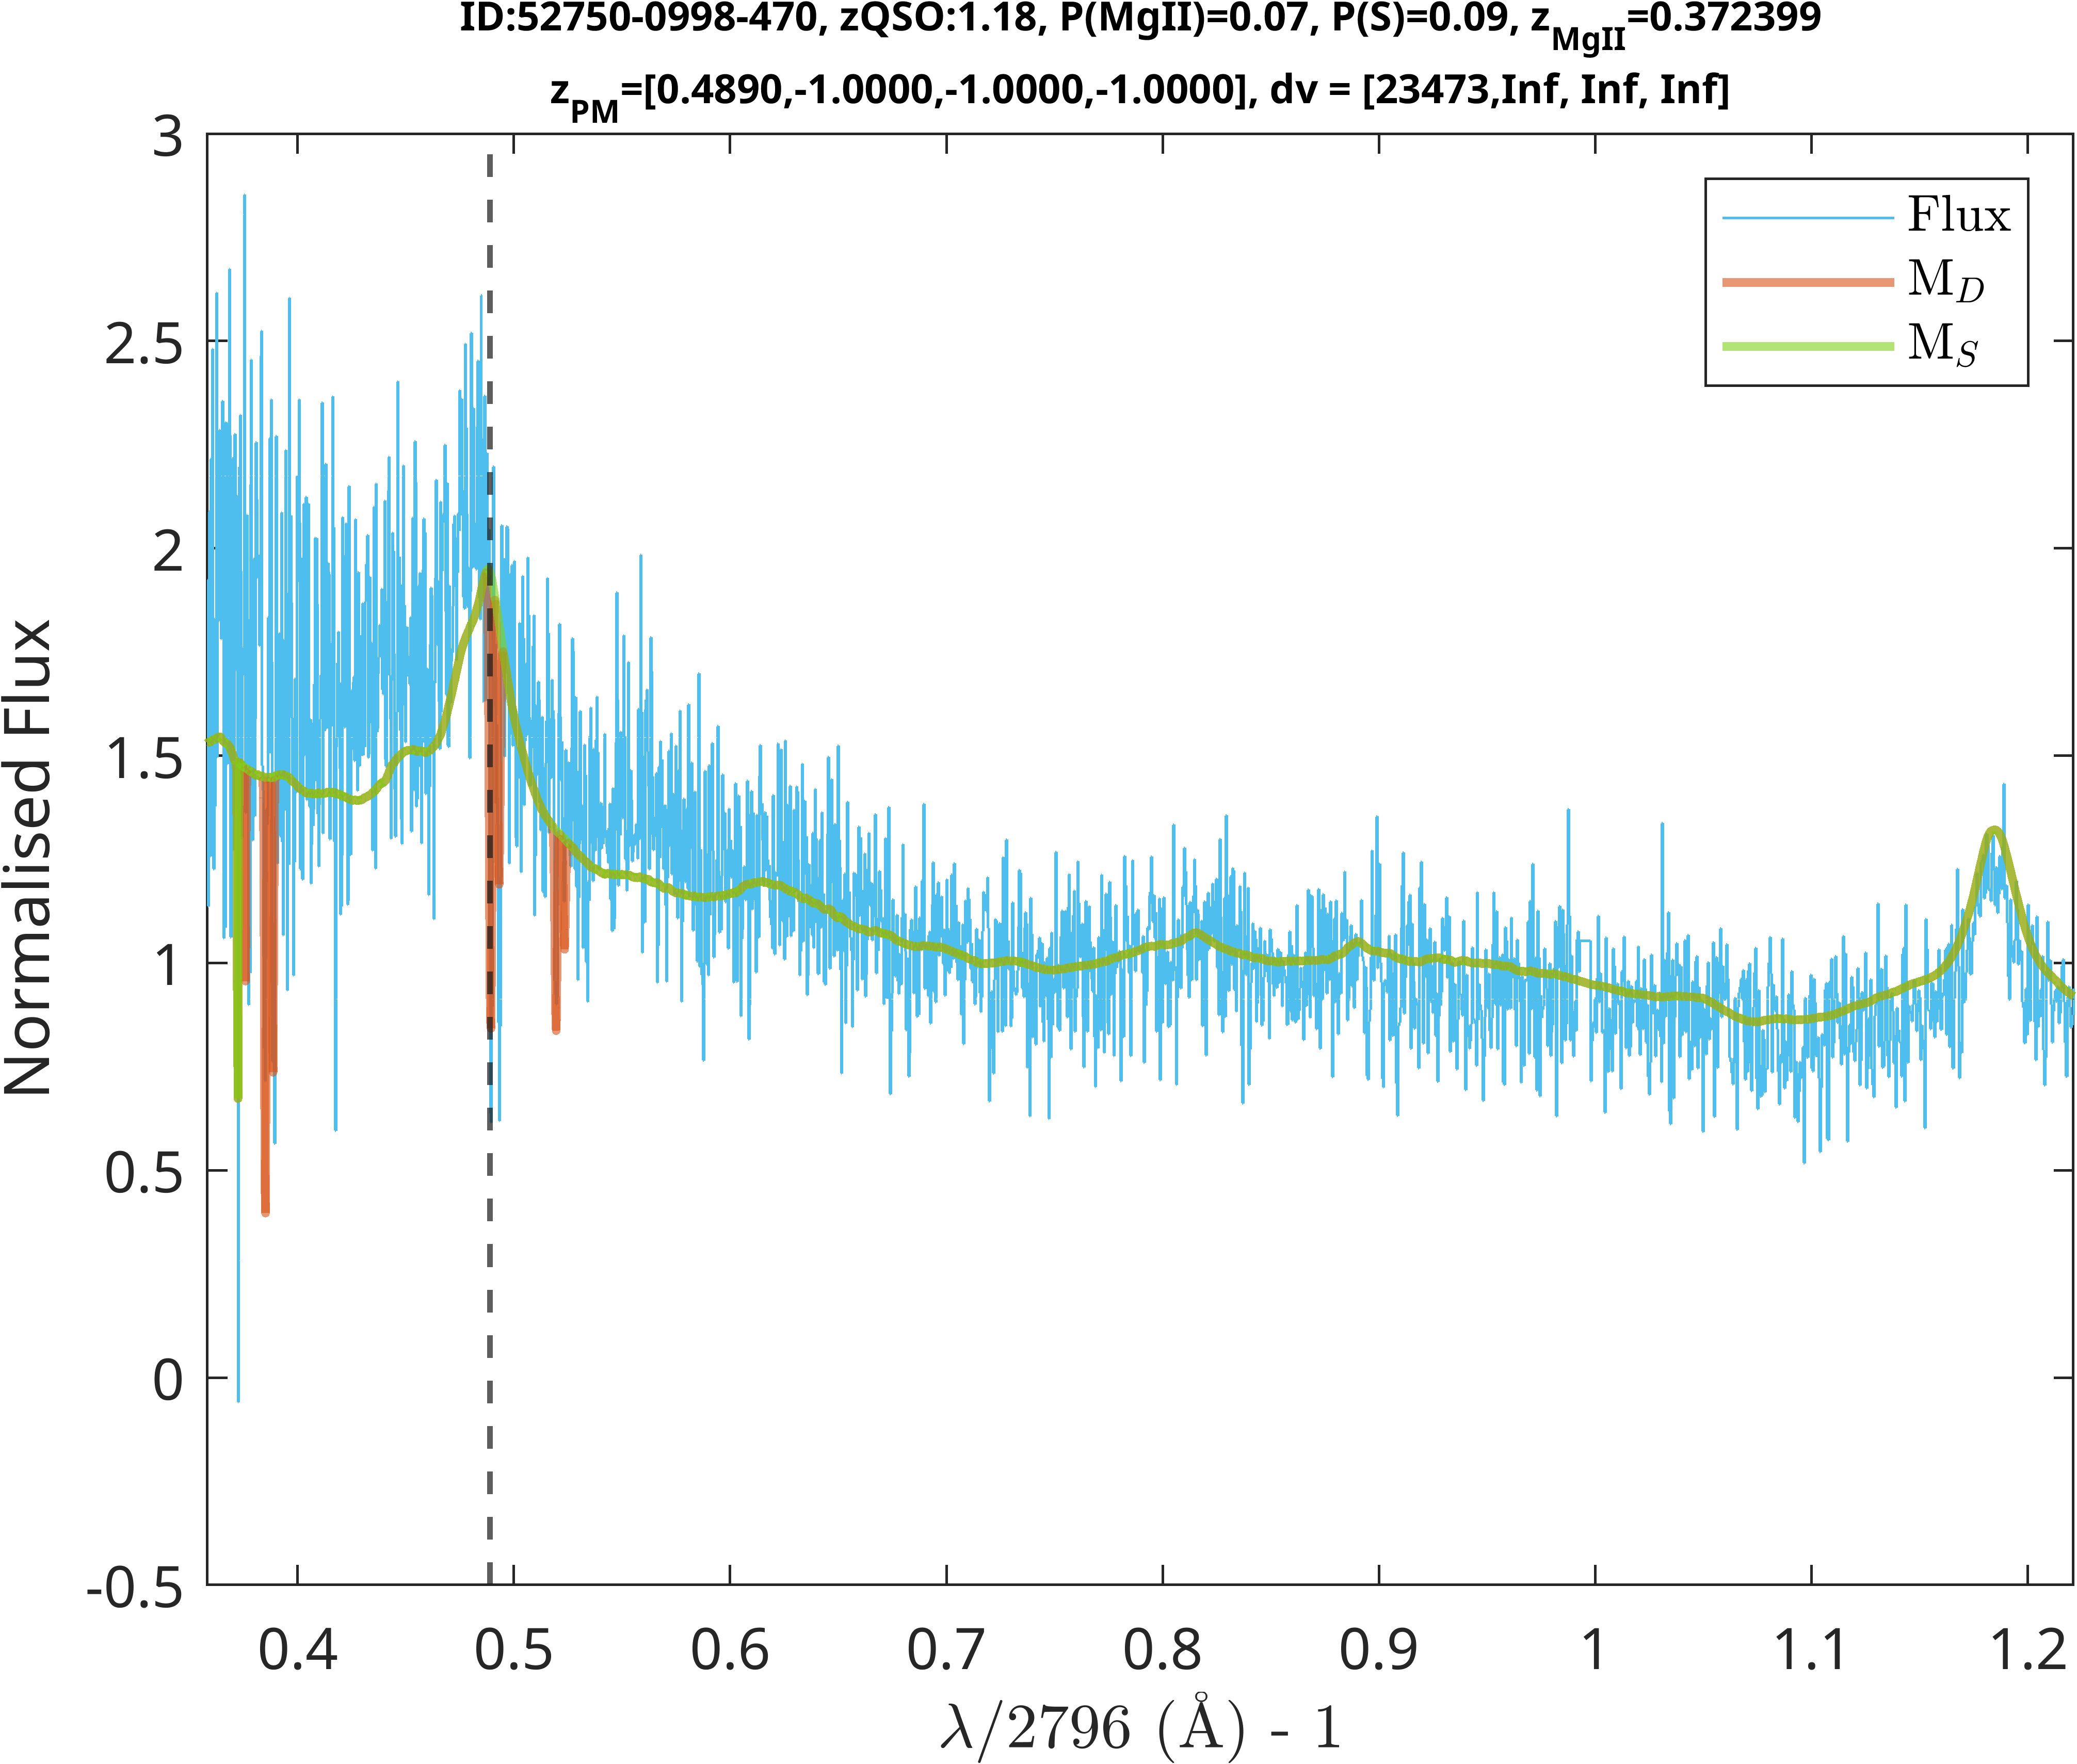 ID:52750-0998-470, zQSO:1.18, P(MgII)=0.07, P(S)=0.09, zMgII=0.372399
zPM=[0.4890,-1.0000,-1.0000,-1.0000], dv = [23473,Inf, Inf, Inf]
3
2.5
2
1.5
1
0.5
0
-0.5
Normalised Flux
Flux
MD
MS
0.4 0.5 0.6 0.7 0.8 0.9 1 1.1 1.2
λ/2796 (Å) - 1